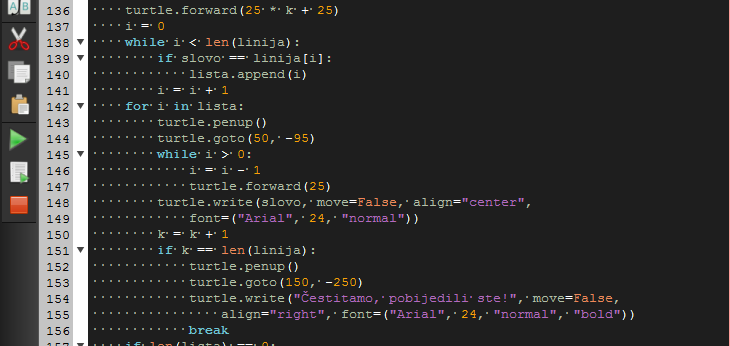 136 turtle.forward(25 * k + 25)
137 i = 0
138 while i < len(linija):
139 if slovo == linija[i]:
140 lista.append(i)
141 i = i + 1
142 for i in lista:
143 turtle.penup()
144 turtle.goto(50, -95)
145 while i > 0:
146 i = i - 1
147 turtle.forward(25)
148 turtle.write(slovo, move=False, align="center",
149 font=("Arial", 24, "normal"))
150 k = k + 1
151 if k == len(linija):
152 turtle.penup()
153 turtle.goto(150, -250)
154 turtle.write("Čestitamo, pobijedili ste!", move=False,
155 align="right", font=("Arial", 24, "normal", "bold"))
156 break
157 if len(lista) == 0: